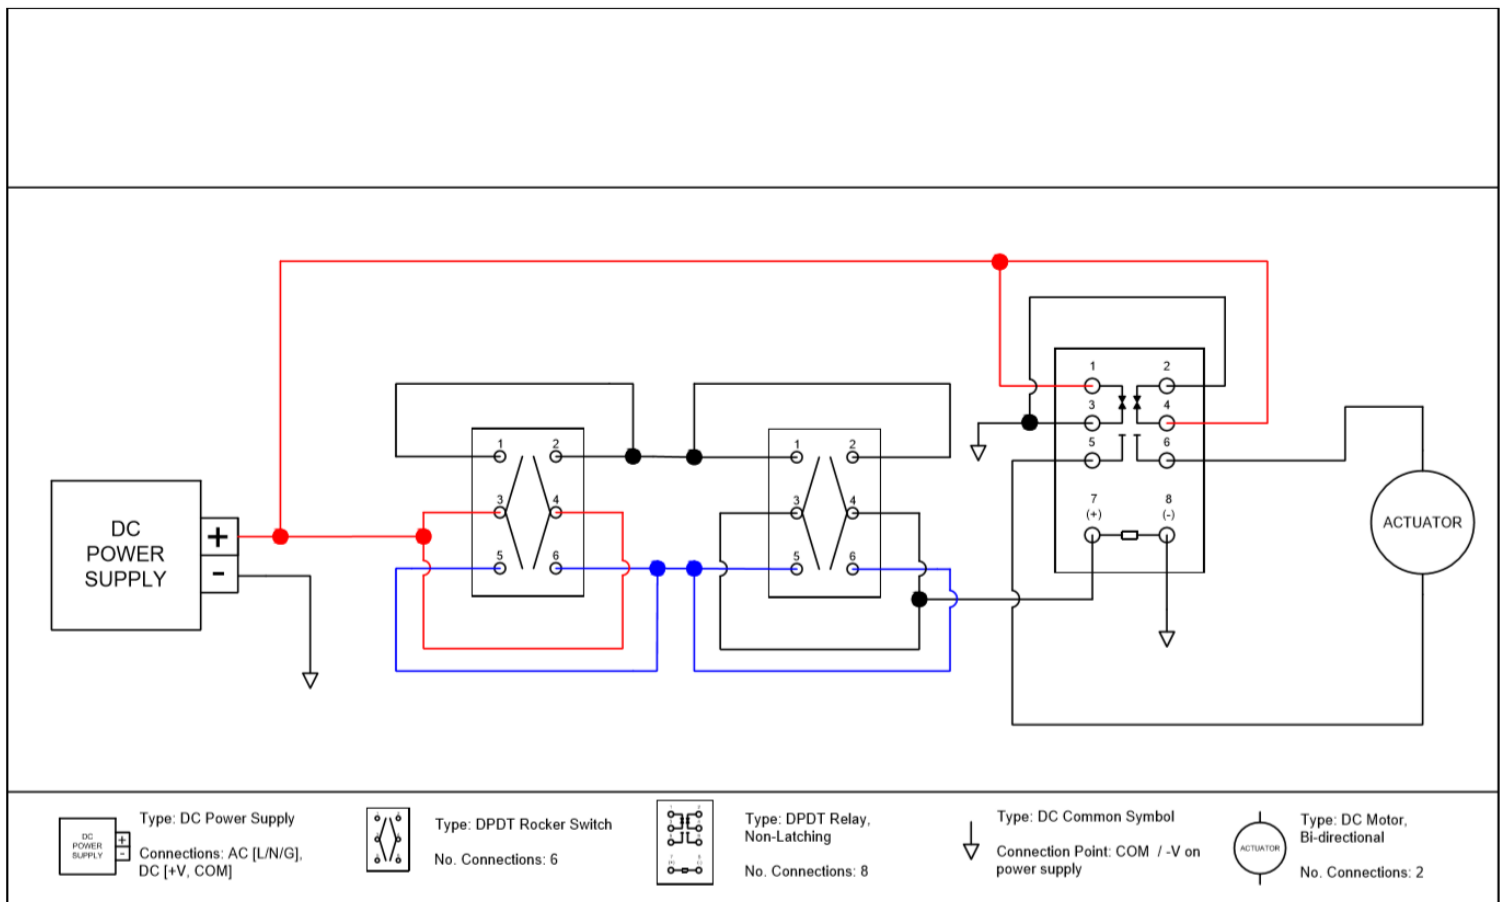 1 2
3 4
5 6
1 2
3 4
5 6
1 2
3 4
5 6
7 8
(+) (-)
DC
POWER
SUPPLY
+
-
ACTUATOR
DC
POWER
SUPPLY
+
-
Type: DC Power Supply
Connections: AC [L/N/G],
DC [+V, COM]
Type: DPDT Rocker Switch
No. Connections: 6
Type: DPDT Relay,
Non-Latching
No. Connections: 8
Type: DC Common Symbol
Connection Point: COM / -V on
power supply
ACTUATOR
Type: DC Motor,
Bi-directional
No. Connections: 2